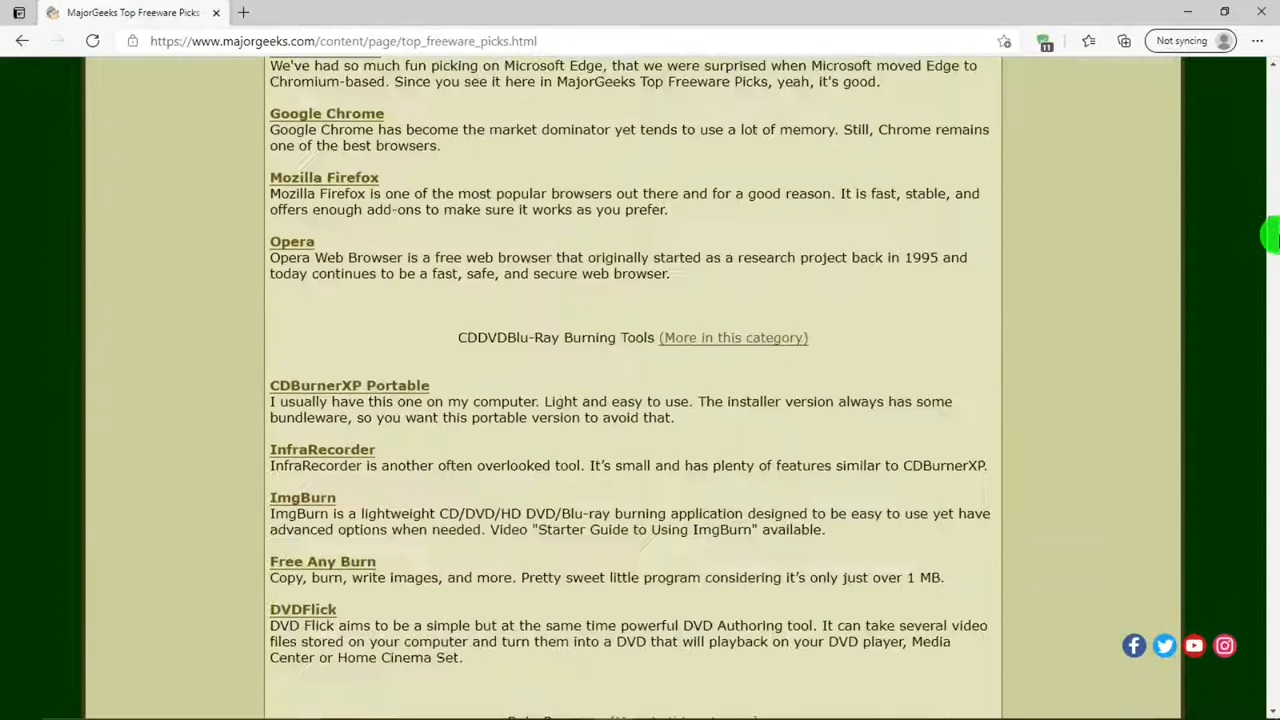 MajorGeeks Top Freeware Picks
https://www.majorgeeks.com/content/page/top_freeware_picks.html
11
Not syncing
We've had so much fun picking on Microsoft Edge, that we were surprised when Microsoft moved Edge to
Chromium-based. Since you see it here in MajorGeeks Top Freeware Picks, yeah, it's good.
Google Chrome
Google Chrome has become the market dominator yet tends to use a lot of memory. Still, Chrome remains
one of the best browsers.
Mozilla Firefox
Mozilla Firefox is one of the most popular browsers out there and for a good reason. It is fast, stable, and
offers enough add-ons to make sure it works as you prefer.
Opera
Opera Web Browser is a free web browser that originally started as a research project back in 1995 and
today continues to be a fast, safe, and secure web browser.
CDDVDBlu-Ray Burning Tools (More in this category)
CDBurnerXP Portable
I usually have this one on my computer. Light and easy to use. The installer version always has some
bundleware, so you want this portable version to avoid that.
InfraRecorder
InfraRecorder is another often overlooked tool. It’s small and has plenty of features similar to CDBurnerXP.
ImgBurn
ImgBurn is a lightweight CD/DVD/HD DVD/Blu-ray burning application designed to be easy to use yet have
advanced options when needed. Video "Starter Guide to Using ImgBurn" available.
Free Any Burn
Copy, burn, write images, and more. Pretty sweet little program considering it’s only just over 1 MB.
DVDFlick
DVD Flick aims to be a simple but at the same time powerful DVD Authoring tool. It can take several video
files stored on your computer and turn them into a DVD that will playback on your DVD player, Media
Center or Home Cinema Set.